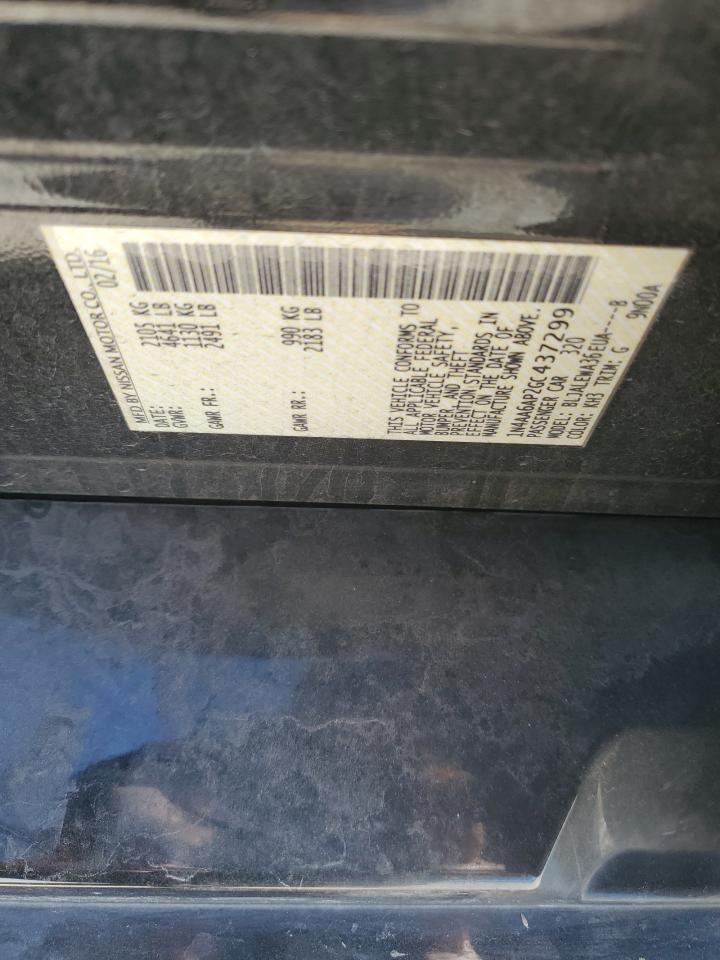 MFD BY NISSAN MOTOR CO., LTD.
DATE: 02/16
GVWR: 2105 KG
4641 LB
GAWR FR.: 1130 KG
2491 LB
GAWR RR.: 990 KG
2183 LB
THIS VEHICLE CONFORMS TO
ALL APPLICABLE FEDERAL
MOTOR VEHICLE SAFETY,
BUMPER, AND THEFT
PREVENTION STANDARDS IN
EFFECT ON THE DATE OF
MANUFACTURE SHOWN ABOVE.
1N4AA6AP2GC437299
PASSENGER CAR 320
MODEL: BLJALEWA36EUA----B
COLOR: KH3 TRIM: G 9N00A